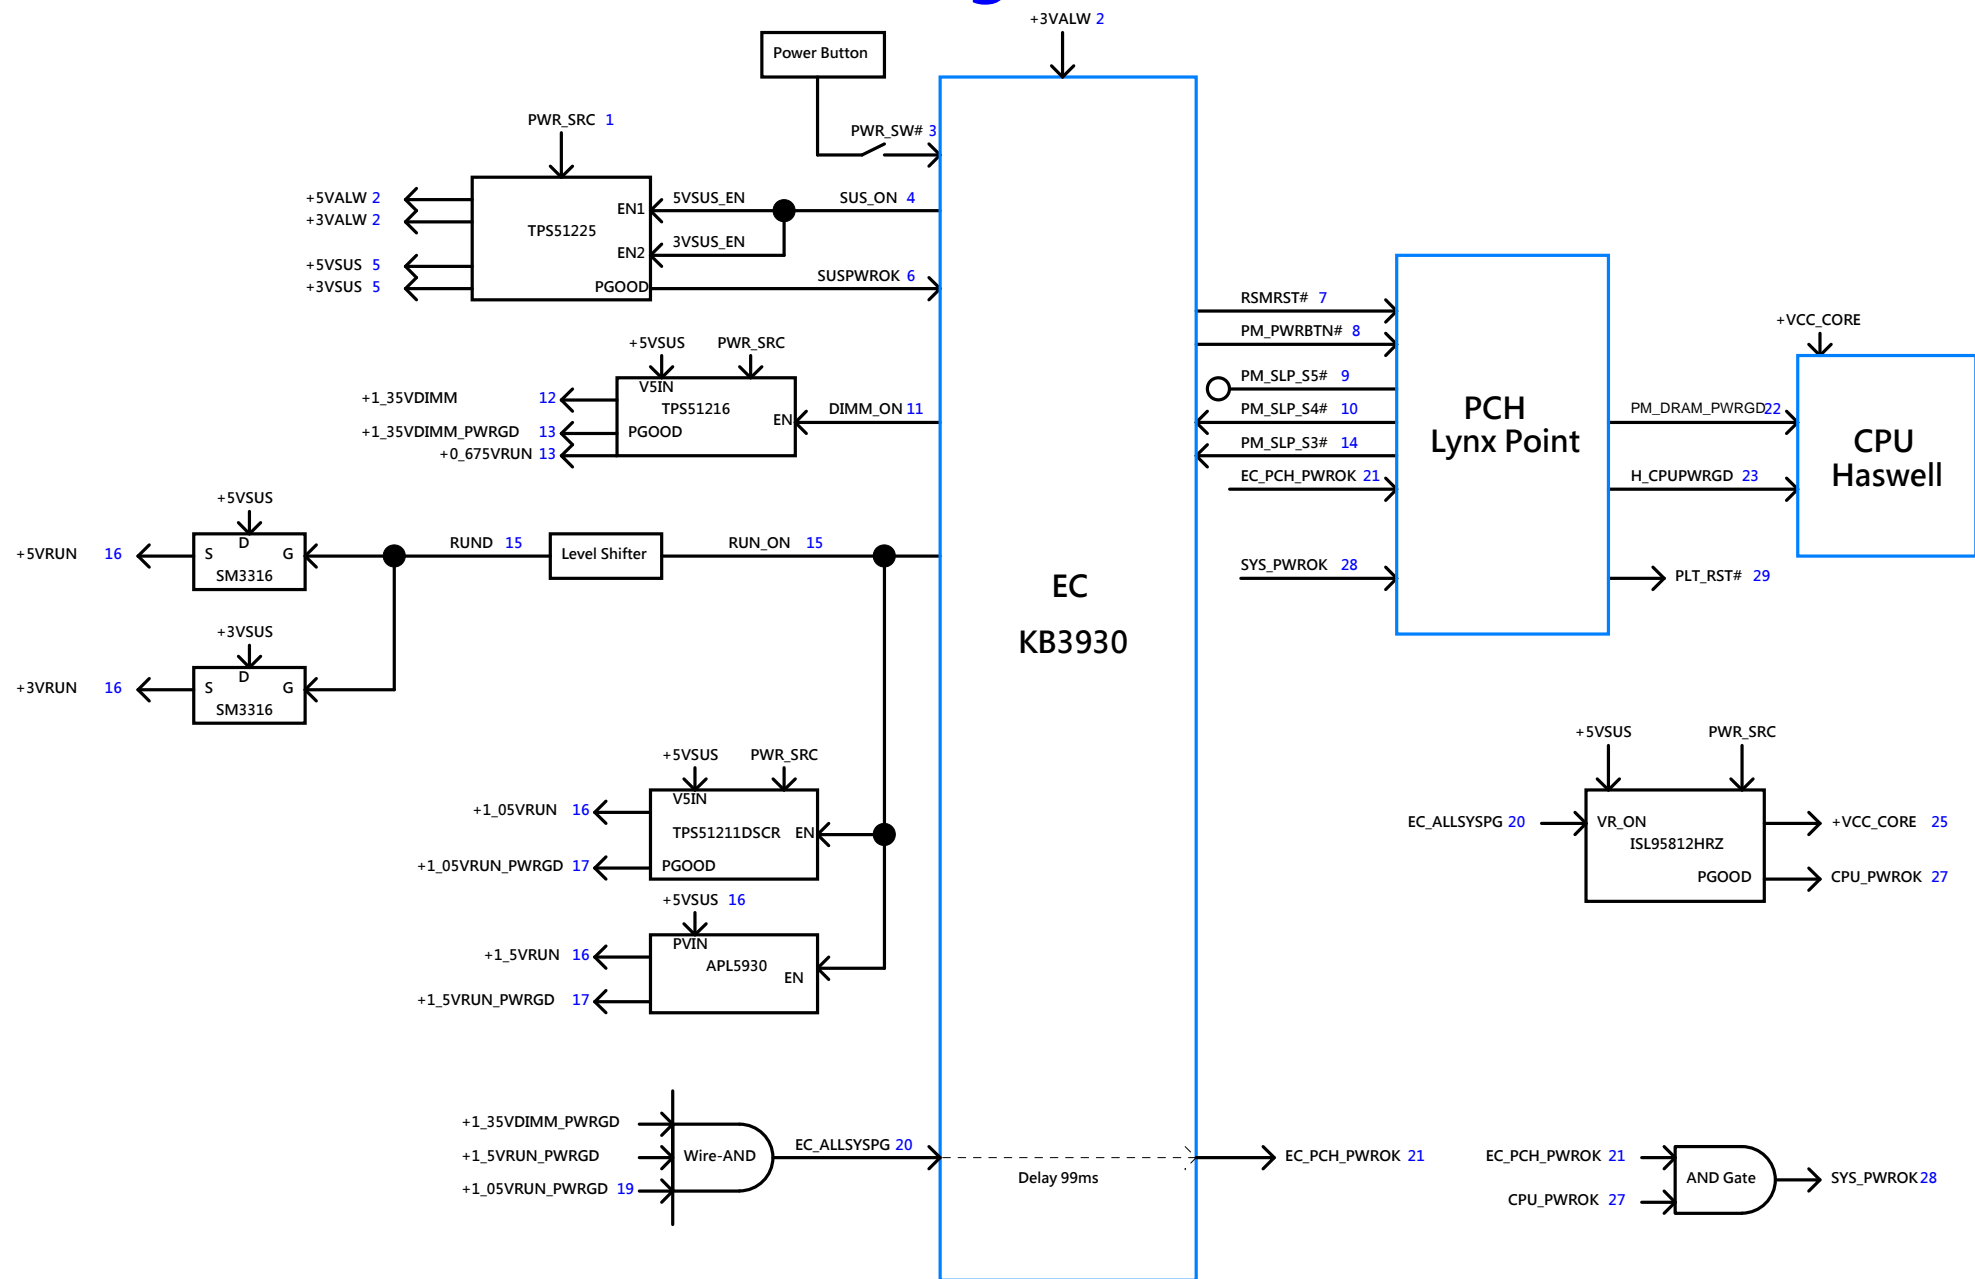 +3VALW 2
Power Button
PWR_SW# 3
PWR_SRC 1
+5VALW 2
+3VALW 2
+5VSUS 5
+3VSUS 5
TPS51225
EN1
EN2
PGOOD
5VSUS_EN
3VSUS_EN
SUS_ON 4
SUSPWROK 6
+5VSUS
PWR_SRC
V5IN
TPS51216
EN
PGOOD
+1_35VDIMM 12
+1_35VDIMM_PWRGD 13
+0_675VRUN 13
DIMM_ON 11
+5VSUS
S
D
G
SM3316
+5VRUN 16
RUND 15
Level Shifter
RUN_ON 15
+3VSUS
S
D
G
SM3316
+3VRUN 16
+5VSUS
PWR_SRC
V5IN
TPS51211DSCR
EN
PGOOD
+1_05VRUN 16
+1_05VRUN_PWRGD 17
+5VSUS 16
PVIN
APL5930
EN
+1_5VRUN 16
+1_5VRUN_PWRGD 17
+1_35VDIMM_PWRGD
+1_5VRUN_PWRGD
+1_05VRUN_PWRGD 19
Wire-AND
EC_ALLSYSPG 20
EC
KB3930
Delay 99ms
RSMRST# 7
PM_PWRBTN# 8
PM_SLP_S5# 9
PM_SLP_S4# 10
PM_SLP_S3# 14
EC_PCH_PWROK 21
SYS_PWROK 28
PCH
Lynx Point
PM_DRAM_PWRGD 22
H_CPUPWRGD 23
PLT_RST# 29
+VCC_CORE
CPU
Haswell
+5VSUS
PWR_SRC
EC_ALLSYSPG 20
VR_ON
ISL95812HRZ
PGOOD
+VCC_CORE 25
CPU_PWROK 27
EC_PCH_PWROK 21
EC_PCH_PWROK 21
CPU_PWROK 27
AND Gate
SYS_PWROK 28